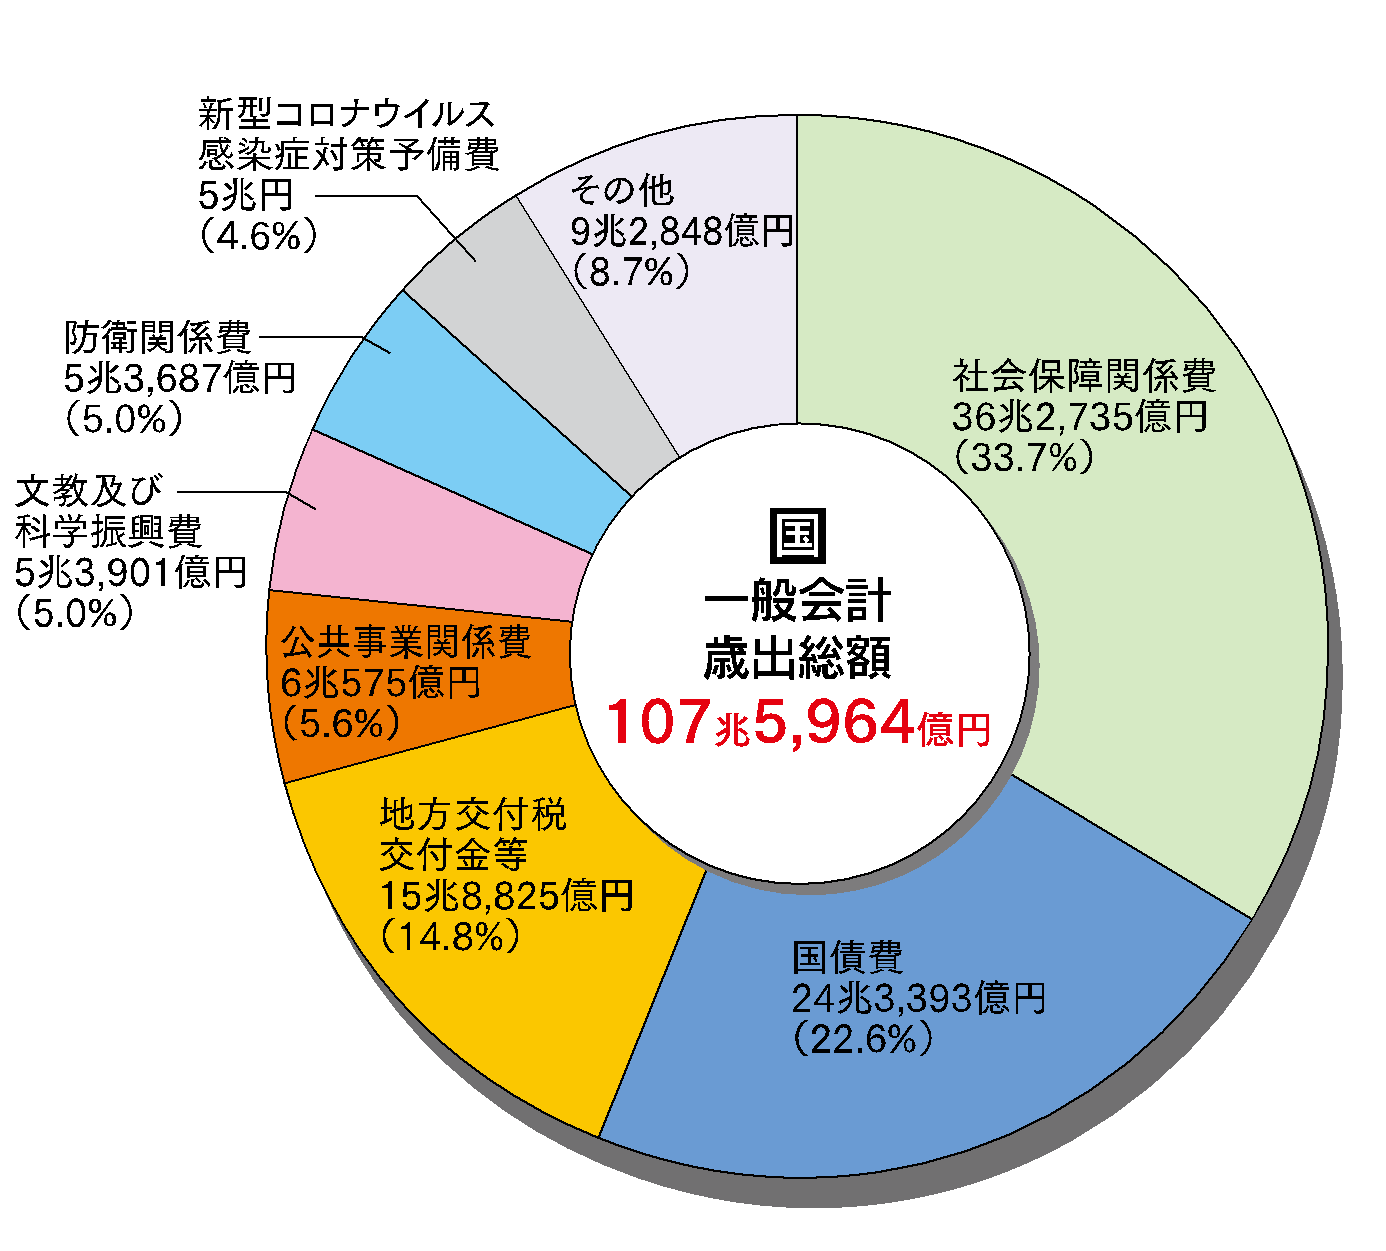 新型コロナウイルス
感染症対策予備費
5兆円
（4.6%）
その他
9兆2,848億円
（8.7%）
防衛関係費
5兆3,687億円
（5.0%）
社会保障関係費
36兆2,735億円
（33.7%）
文教及び
科学振興費
5兆3,901億円
（5.0%）
国
一般会計
歳出総額
107兆5,964億円
公共事業関係費
6兆575億円
（5.6%）
地方交付税
交付金等
15兆8,825億円
（14.8%）
国債費
24兆3,393億円
（22.6%）